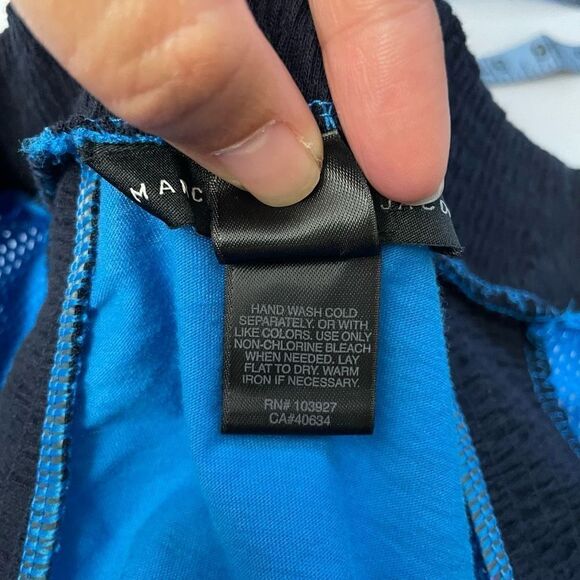 MARC JACO
HAND WASH COLD
SEPARATELY. OR WITH
LIKE COLORS. USE ONLY
NON-CHLORINE BLEACH
WHEN NEEDED. LAY
FLAT TO DRY. WARM
IRON IF NECESSARY.
RN# 103927
CA#40634